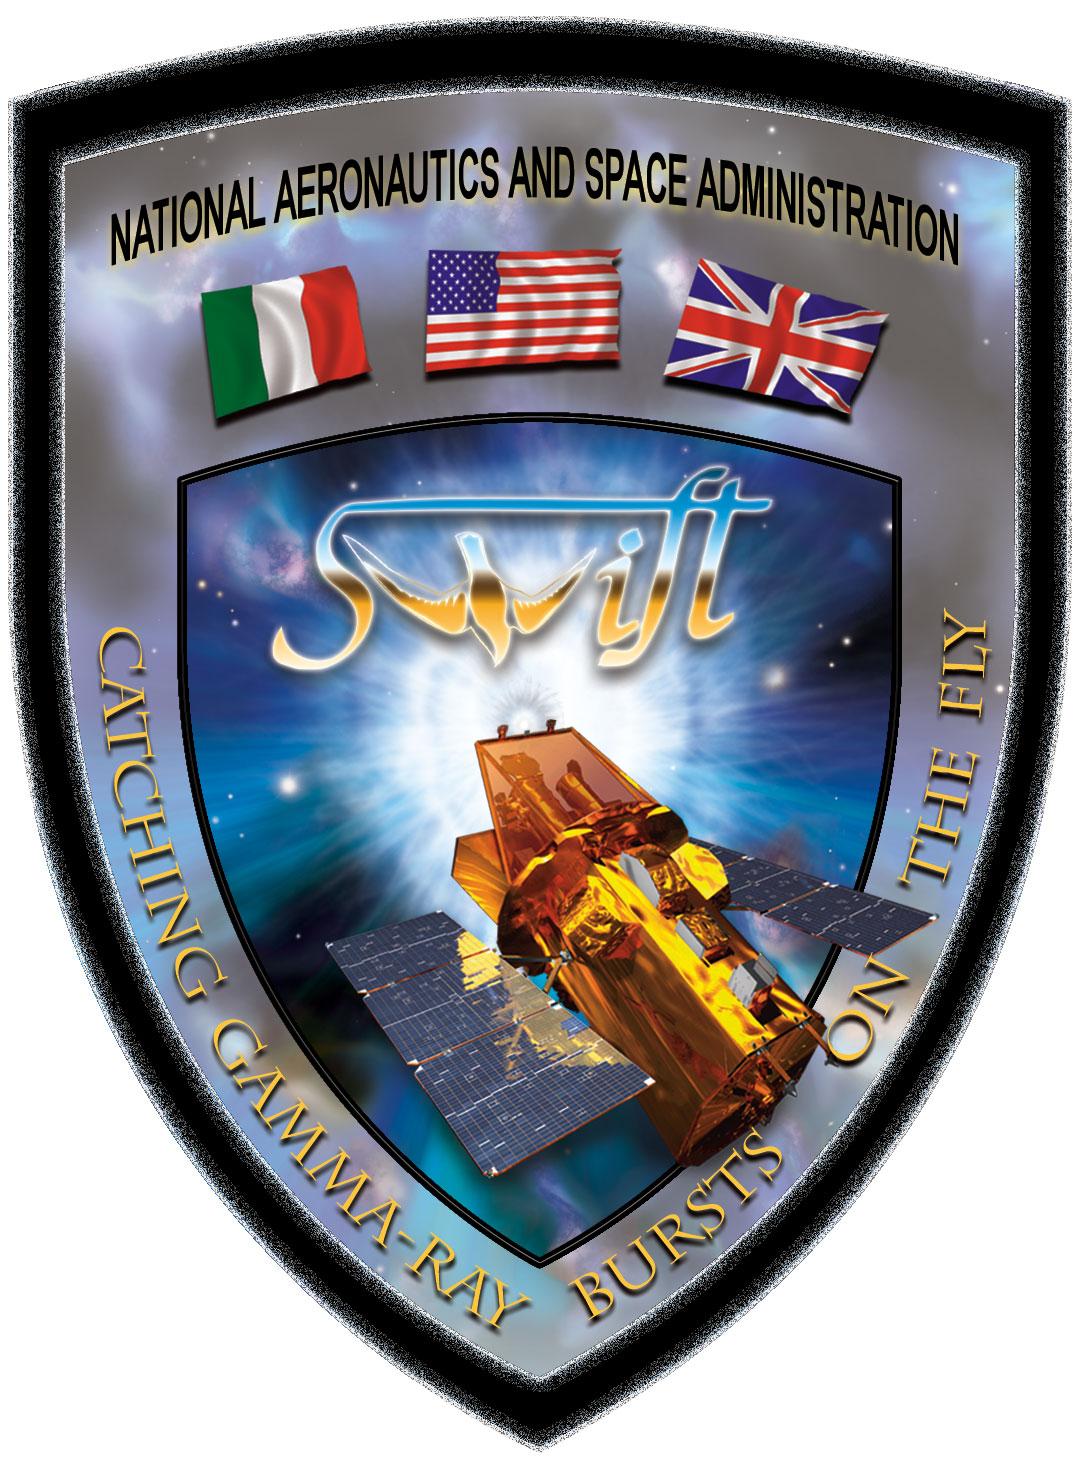 NATIONAL AERONAUTICS AND SPACE ADMINISTRATION
Swift
CATCHING GAMMA-RAY BURSTS ON THE FLY